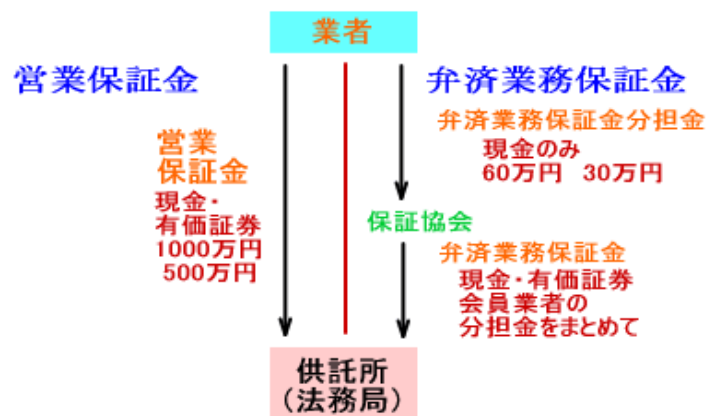 業者
営業保証金
弁済業務保証金
営業
保証金
現金・
有価証券
1000万円
500万円
弁済業務保証金分担金
現金のみ
60万円 30万円
保証協会
弁済業務保証金
現金・有価証券
会員業者の
分担金をまとめて
供託所
(法務局)